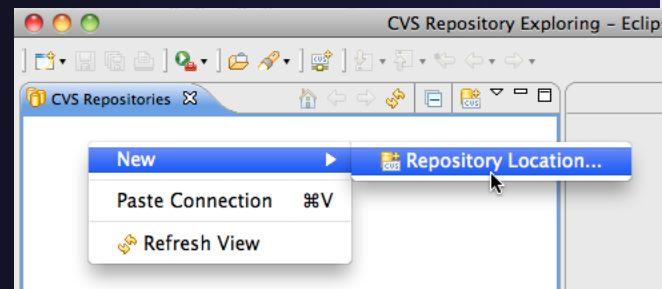 CVS Repository Exploring – Eclip
CVS Repositories
New
Repository Location...
Paste Connection ⌘V
Refresh View